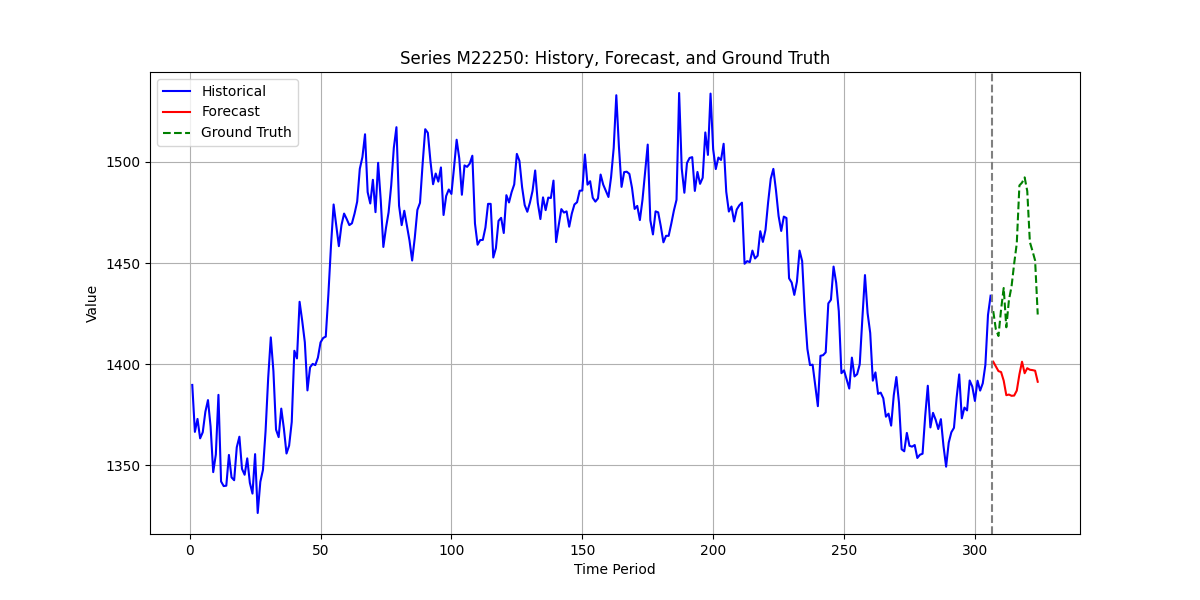 Series M22250: History, Forecast, and Ground Truth
Historical
Forecast
Ground Truth
Value
1500
1450
1400
1350
0 50 100 150 200 250 300
Time Period